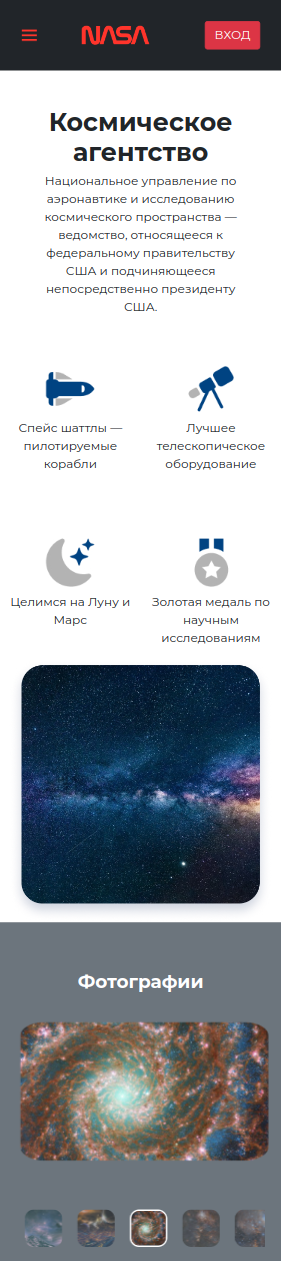 NASA
ВХОД
Космическое
агентство
Национальное управление по
аэронавтике и исследованию
космического пространства —
ведомство, относящееся к
федеральному правительству
США и подчиняющееся
непосредственно президенту
США.
Спейс шаттлы —
пилотируемые
корабли
Лучшее
телескопическое
оборудование
Целимся на Луну и
Марс
Золотая медаль по
научным
исследованиям
Фотографии